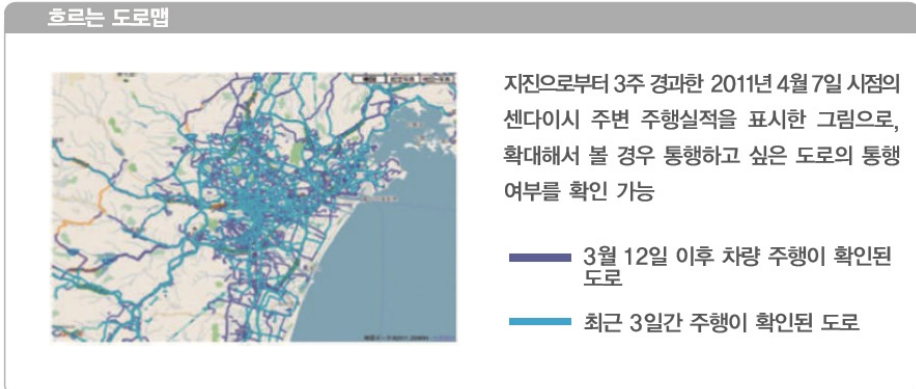 흐르는 도로맵
지진으로부터 3주 경과한 2011년 4월 7일 시점의
센다이시 주변 주행실적을 표시한 그림으로,
확대해서 볼 경우 통행하고 싶은 도로의 통행
여부를 확인 가능
3월 12일 이후 차량 주행이 확인된
도로
최근 3일간 주행이 확인된 도로